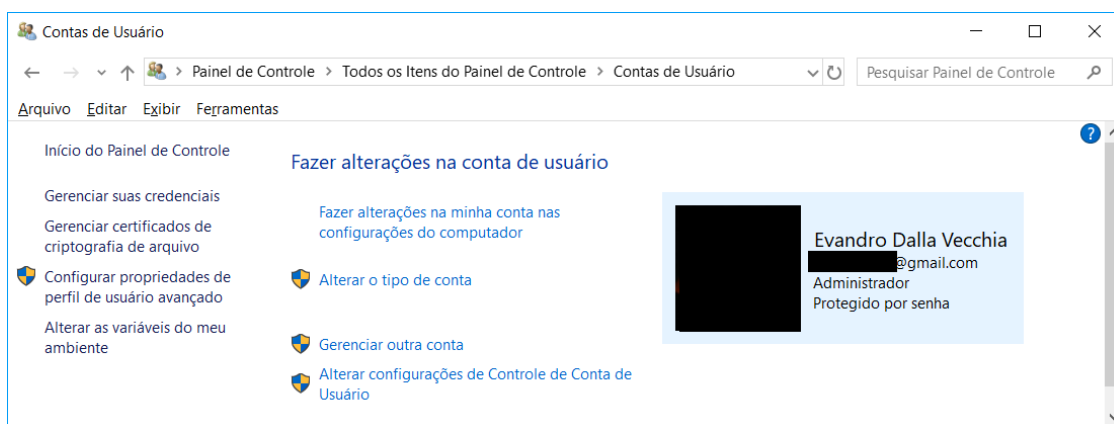 Contas de Usuário
Painel de Controle > Todos os Itens do Painel de Controle > Contas de Usuário
Pesquisar Painel de Controle
Arquivo Editar Exibir Ferramentas
Início do Painel de Controle
Gerenciar suas credenciais
Gerenciar certificados de
criptografia de arquivo
Configurar propriedades de
perfil de usuário avançado
Alterar as variáveis do meu
ambiente
Fazer alterações na conta de usuário
Fazer alterações na minha conta nas
configurações do computador
Alterar o tipo de conta
Gerenciar outra conta
Alterar configurações de Controle de Conta de
Usuário
Evandro Dalla Vecchia
@gmail.com
Administrador
Protegido por senha